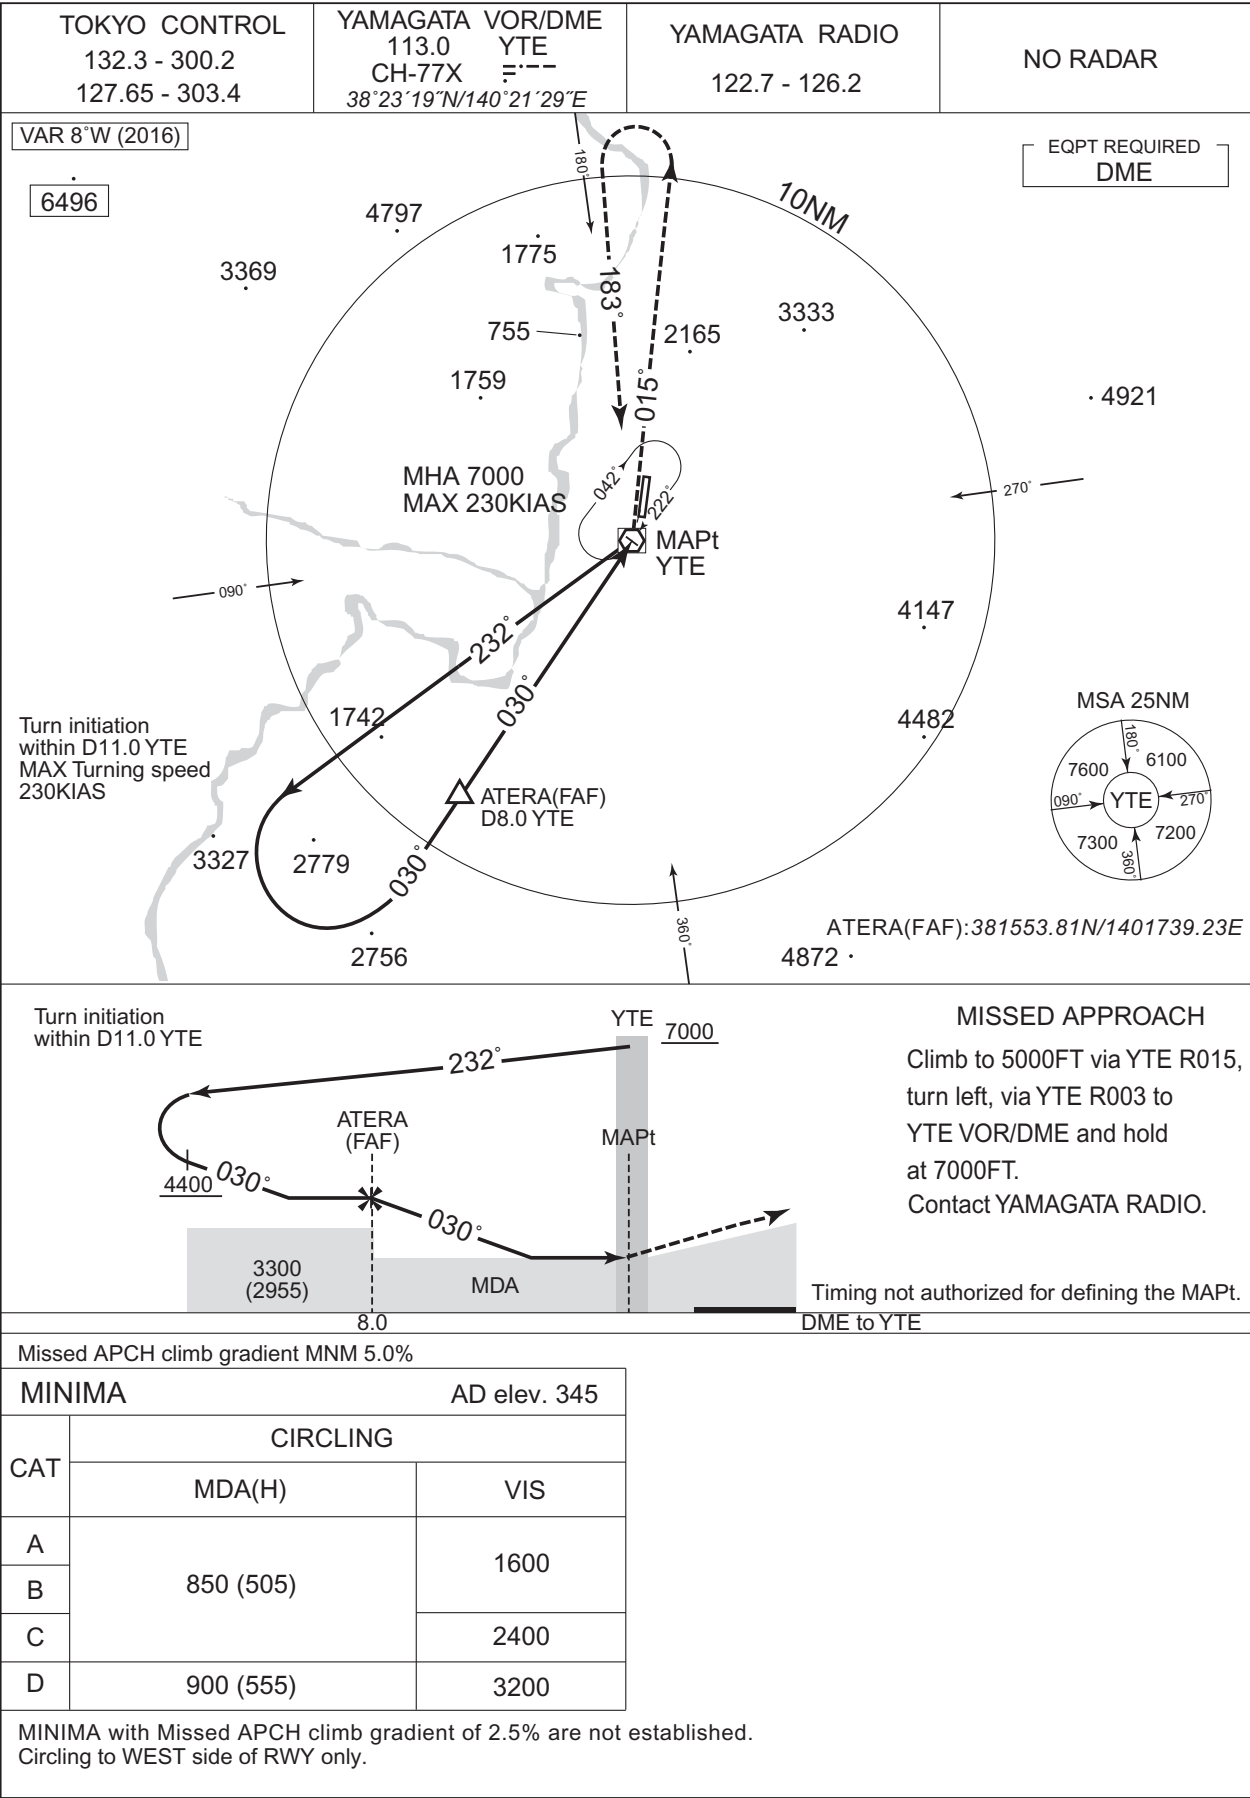 TOKYO CONTROL
132.3 - 300.2
127.65 - 303.4
YAMAGATA VOR/DME
113.0 YTE
CH-77X
38˚23´19˝N/140˚21´29˝E
YAMAGATA RADIO
122.7 - 126.2
NO RADAR
VAR 8˚W (2016)
EQPT REQUIRED
DME
6496
180˚
10NM
4797
1775
3369
183˚
3333
755
2165
1759
015˚
4921
MHA 7000
MAX 230KIAS
042˚
222˚
270˚
MAPt
YTE
090˚
4147
232˚
030˚
MSA 25NM
1742
4482
Turn initiation
within D11.0 YTE
MAX Turning speed
230KIAS
180˚
7600
6100
090˚
YTE
270˚
7300
7200
360˚
ATERA(FAF)
D8.0 YTE
3327
2779
030˚
2756
360˚
ATERA(FAF):381553.81N/1401739.23E
4872
Turn initiation
within D11.0 YTE
YTE
7000
232˚
ATERA
(FAF)
MAPt
4400
030˚
030˚
3300
(2955)
MDA
MISSED APPROACH
Climb to 5000FT via YTE R015,
turn left, via YTE R003 to
YTE VOR/DME and hold
at 7000FT.
Contact YAMAGATA RADIO.
Timing not authorized for defining the MAPt.
8.0
DME to YTE
Missed APCH climb gradient MNM 5.0%
MINIMA AD elev. 345
CAT
CIRCLING
MDA(H) VIS
A
B
C
D
850 (505)
1600
2400
900 (555)
3200
MINIMA with Missed APCH climb gradient of 2.5% are not established.
Circling to WEST side of RWY only.